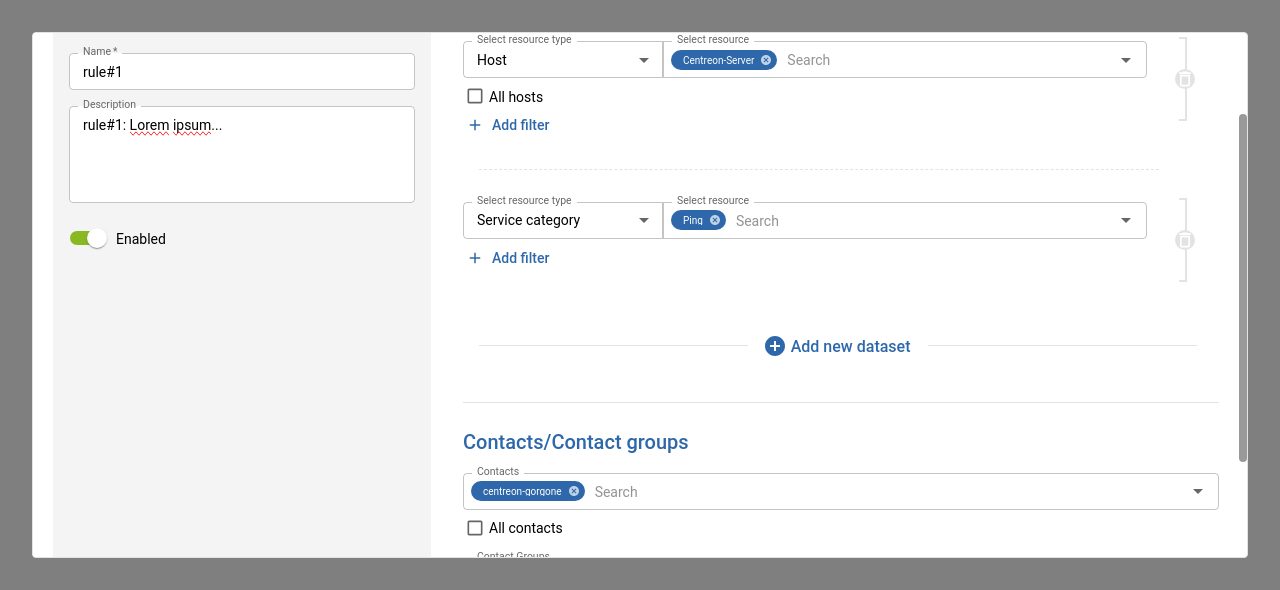 Name *
rule#1
Description
rule#1: Lorem ipsum...
Enabled
Select resource type
Select resource
Host
Centreon-Server
Search
All hosts
Add filter
Select resource type
Select resource
Service category
Ping
Search
Add filter
Add new dataset
Contacts/Contact groups
Contacts
centreon-gorgone
Search
All contacts
Contact Groups